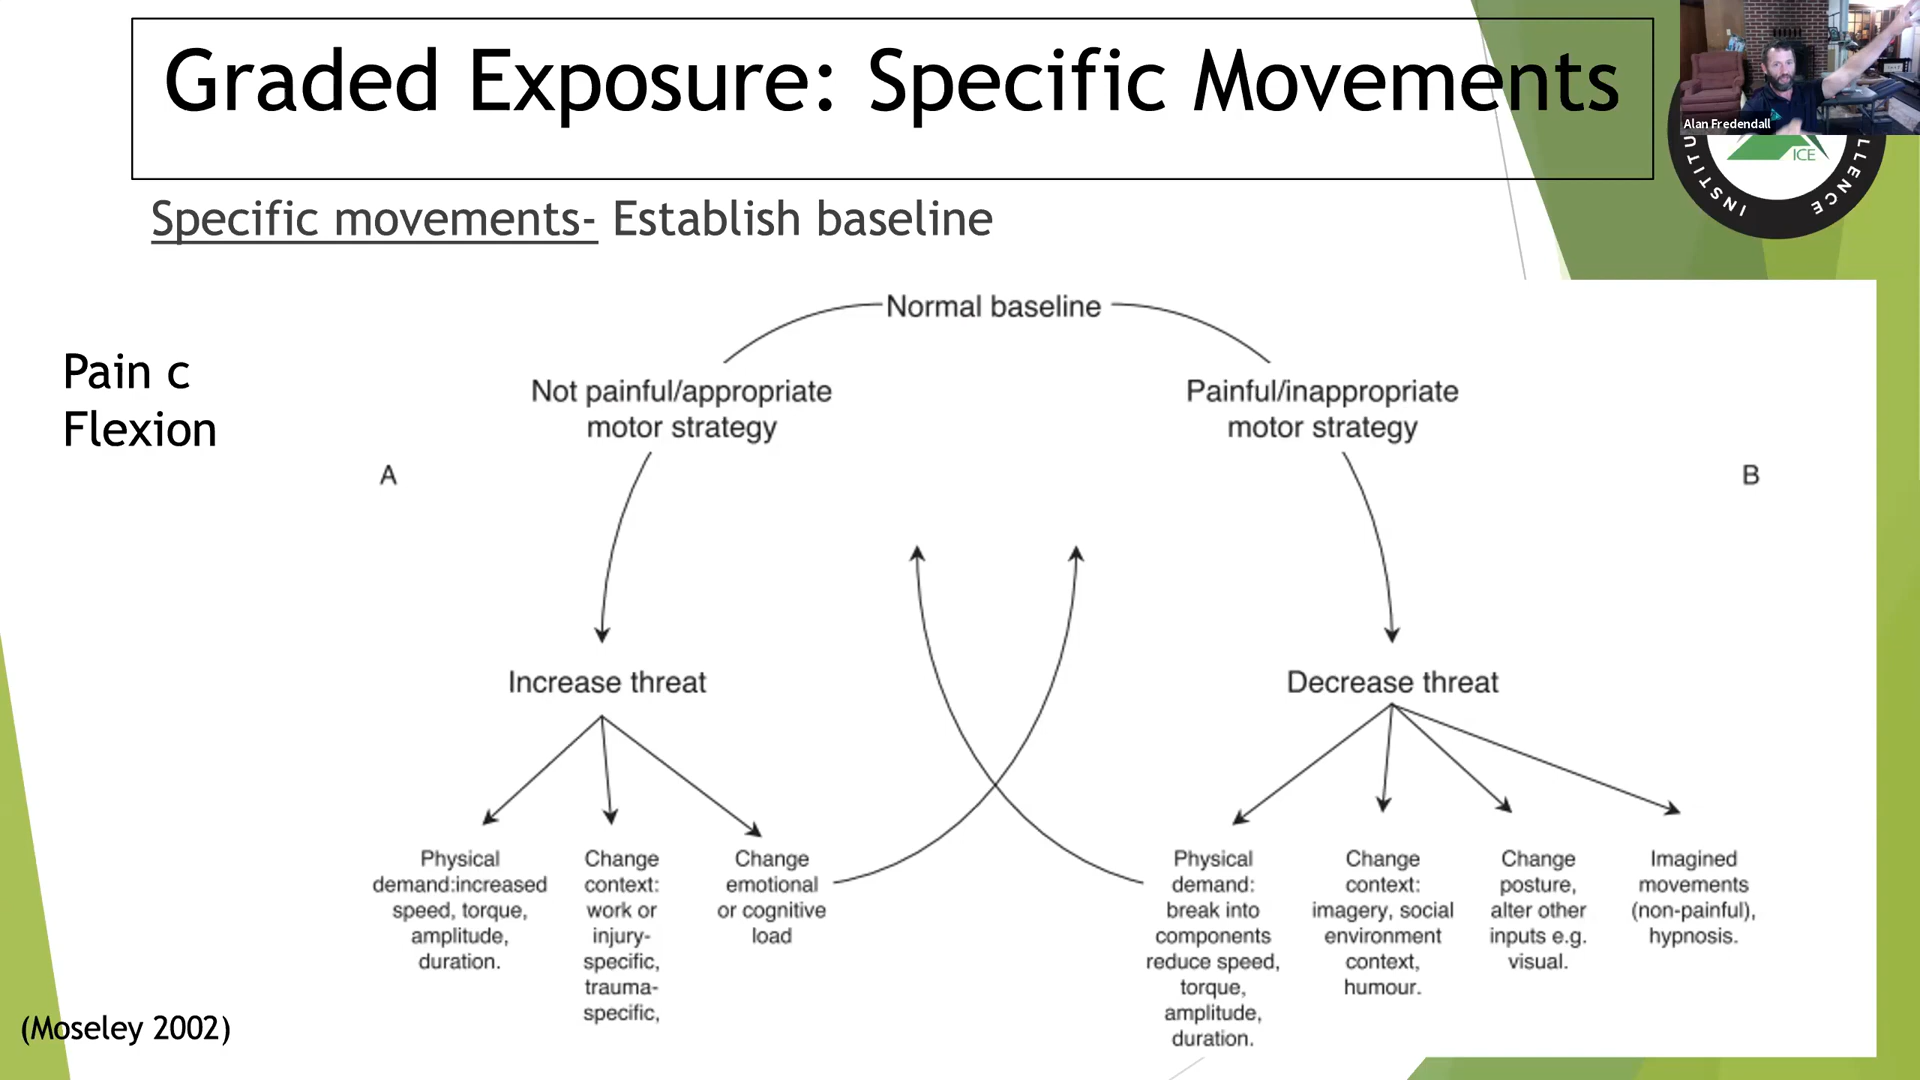 Graded Exposure: Specific Movements
Alan Fredendall
ICE
INSTITU
LLENCE
Specific movements- Establish baseline
Normal baseline
Pain c
Flexion
Not painful/appropriate
motor strategy
Painful/inappropriate
motor strategy
A
B
Increase threat
Decrease threat
Physical
demand:increased
speed, torque,
amplitude,
duration.
Change
context:
work or
injury-
specific,
trauma-
specific,
Change
emotional
or cognitive
load
Physical
demand:
break into
components
reduce speed,
torque,
amplitude,
duration.
Change
context:
imagery, social
environment
context,
humour.
Change
posture,
alter other
inputs e.g.
visual.
Imagined
movements
(non-painful),
hypnosis.
(Moseley 2002)